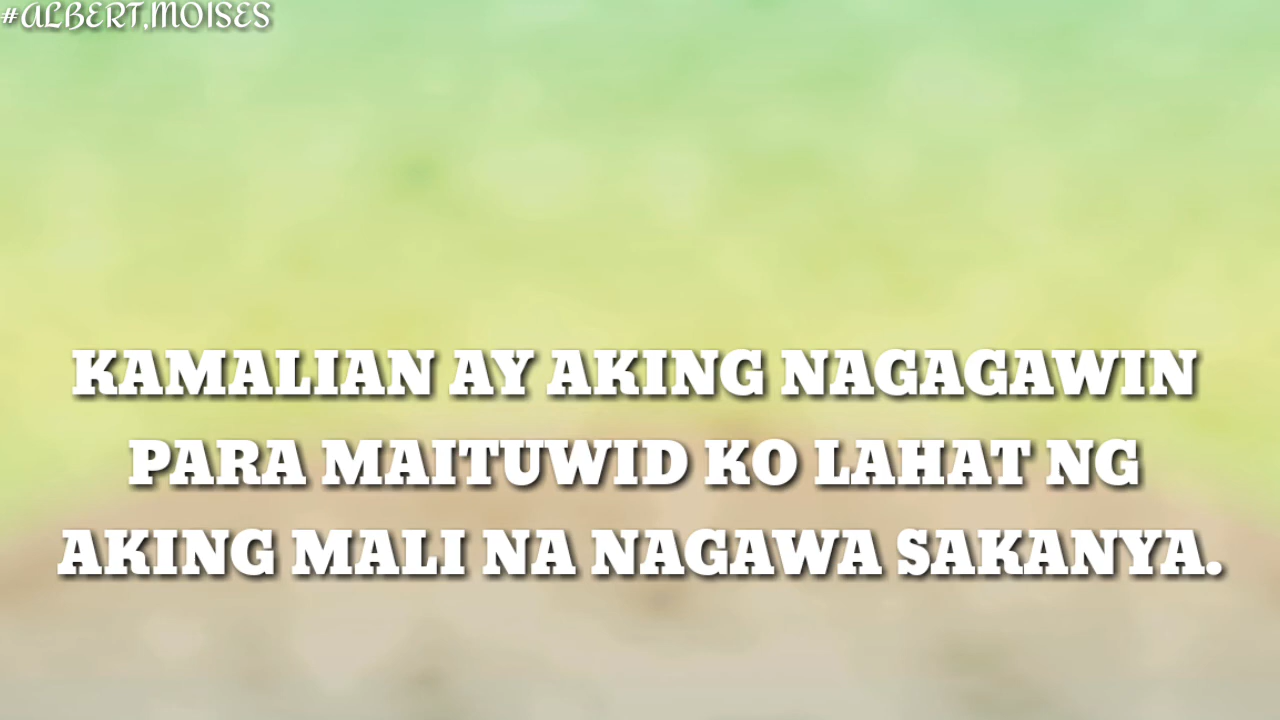 #ALBERT,MOISES
KAMALIAN AY AKING NAGAGAWIN
PARA MAITUWID KO LAHAT NG
AKING MALI NA NAGAWA SAKANYA.